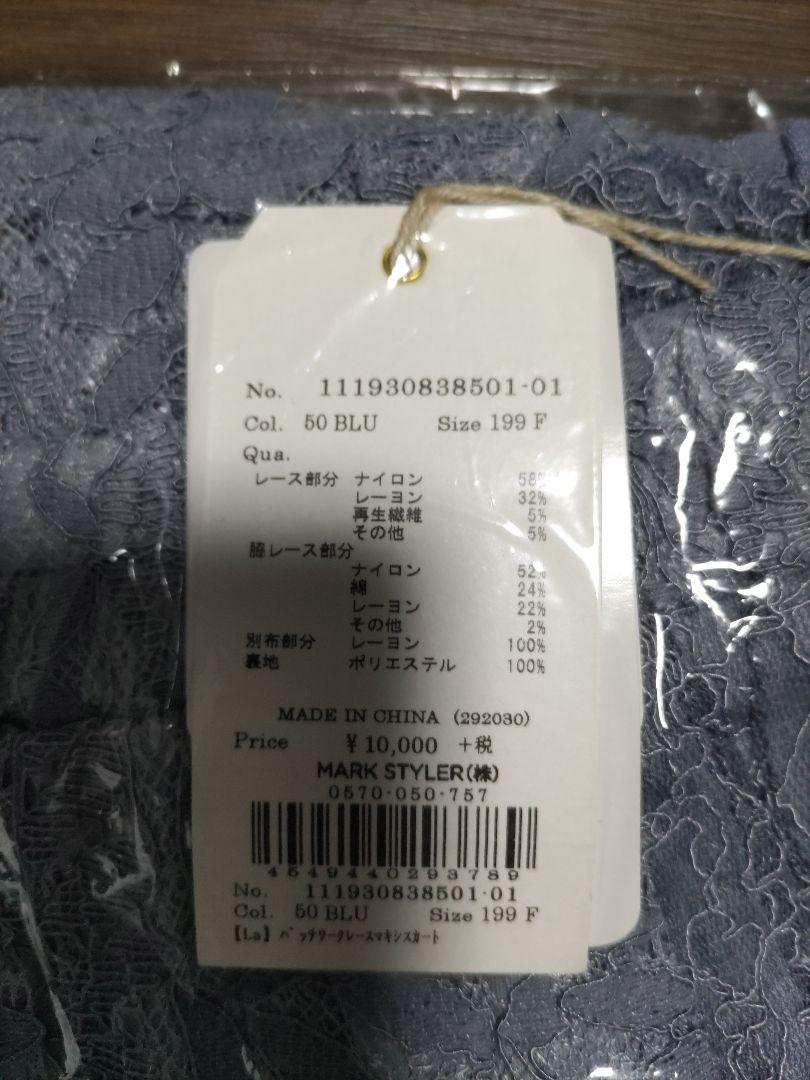 No. 111930838501-01
Col. 50 BLU Size 199 F
Qua.
レース部分 ナイロン 58%
レーヨン 32%
再生繊維 5%
その他 5%
脇レース部分
ナイロン 52%
綿 24%
レーヨン 22%
その他 2%
別布部分 レーヨン 100%
裏地 ポリエステル 100%
MADE IN CHINA (292030)
Price ¥10,000 +税
MARK STYLER(株)
0570-050-757
4549440293789
No. 111930838501-01
Col. 50 BLU Size 199 F
【La】パッチワークレースマキシスカート